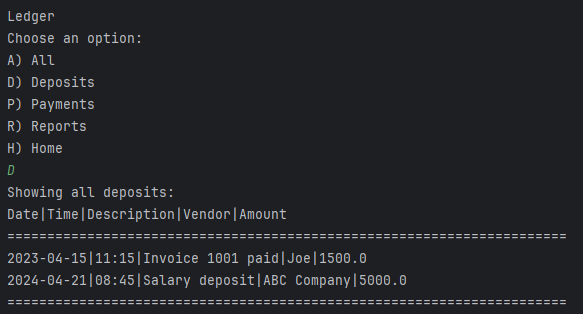 Ledger
Choose an option:
A) All
D) Deposits
P) Payments
R) Reports
H) Home
D
Showing all deposits:
Date|Time|Description|Vendor|Amount
======================================================================
2023-04-15|11:15|Invoice 1001 paid|Joe|1500.0
2024-04-21|08:45|Salary deposit|ABC Company|5000.0
======================================================================